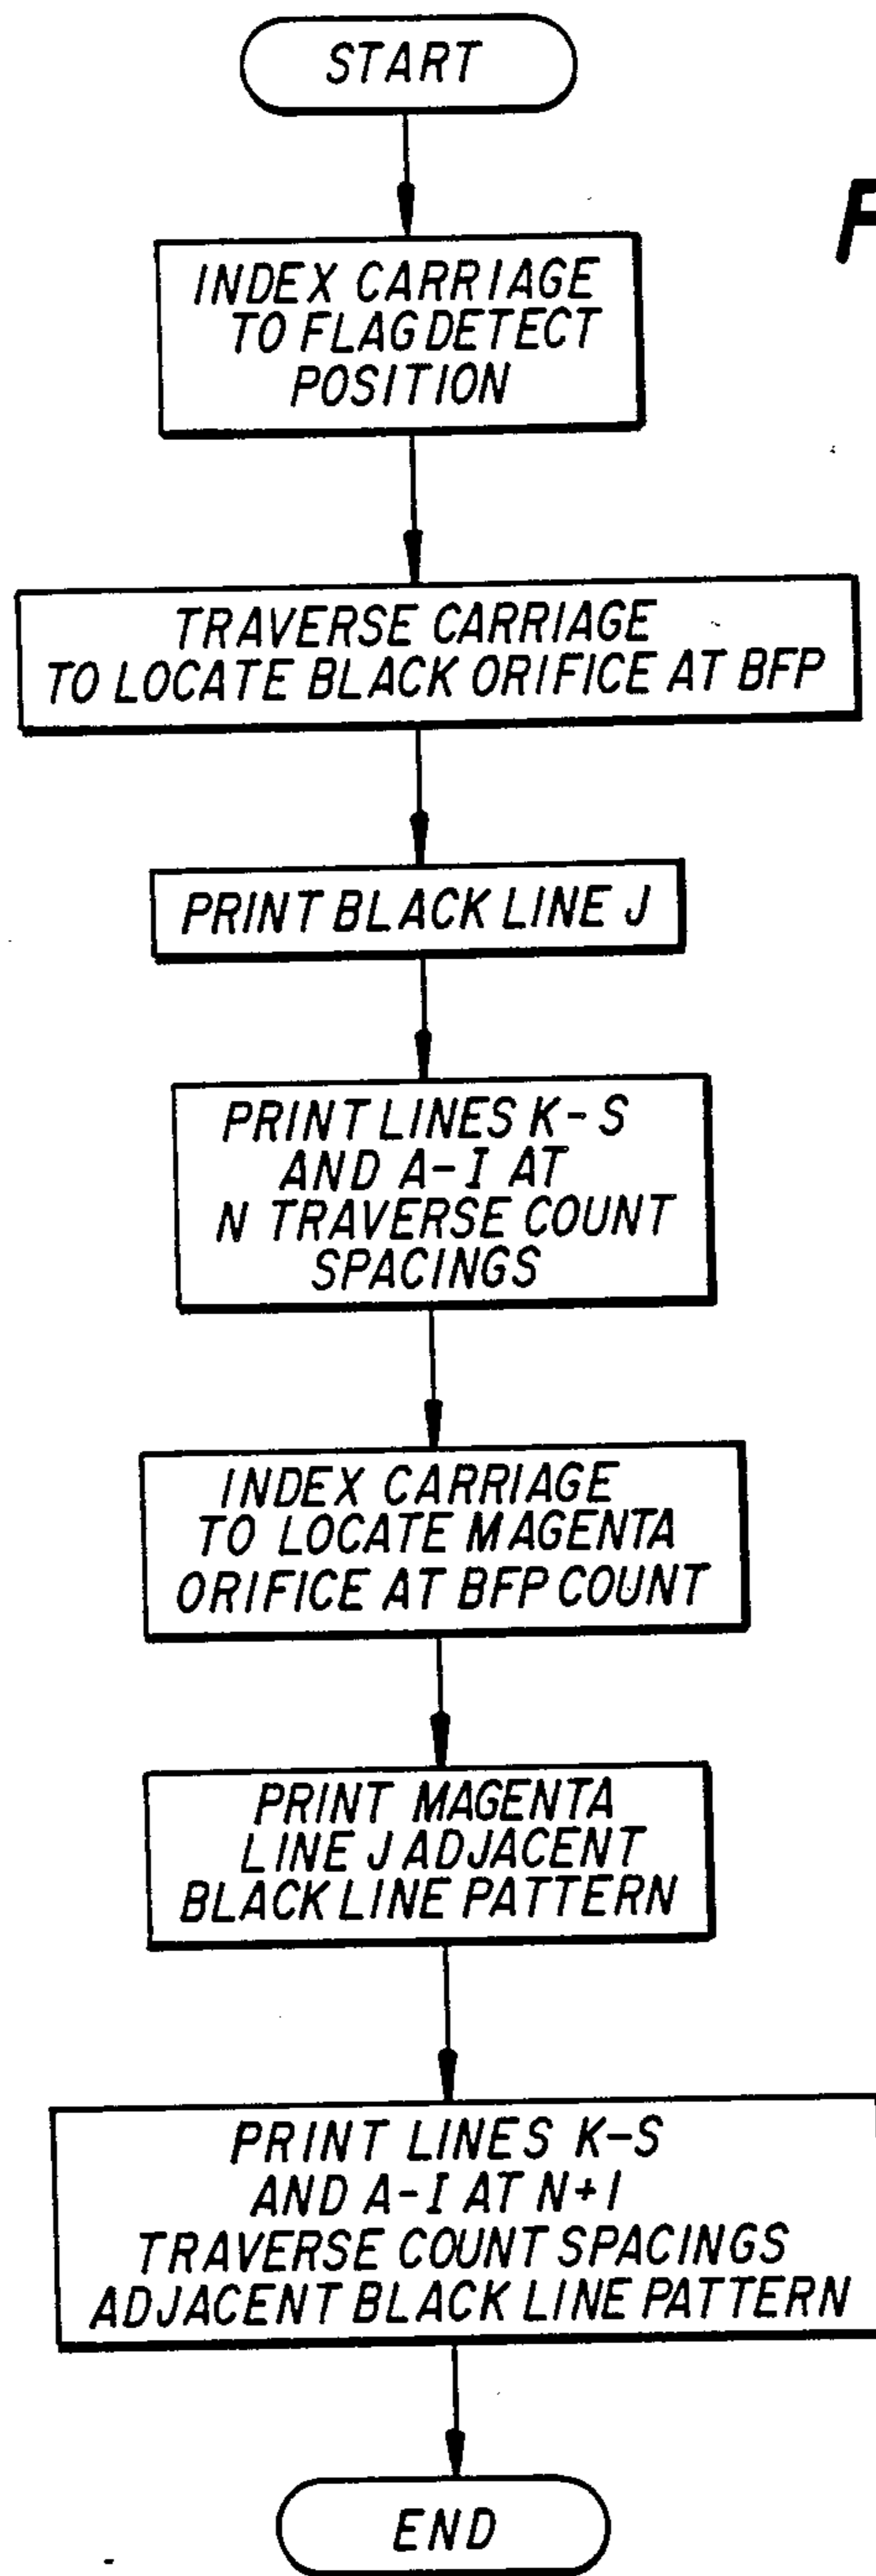 START
INDEX CARRIAGE
TO FLAG DETECT
POSITION
TRAVERSE CARRIAGE
TO LOCATE BLACK ORIFICE AT BFP
PRINT BLACK LINE J
PRINT LINES K-S
AND A-I AT
N TRAVERSE COUNT
SPACINGS
INDEX CARRIAGE
TO LOCATE MAGENTA
ORIFICE AT BFP COUNT
PRINT MAGENTA
LINE J ADJACENT
BLACK LINE PATTERN
PRINT LINES K-S
AND A-I AT N+1
TRAVERSE COUNT SPACINGS
ADJACENT BLACK LINE PATTERN
END